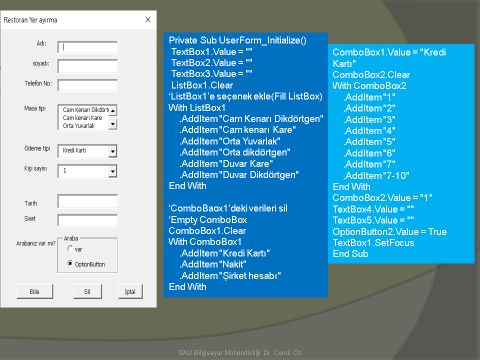 Restoran Yer ayırma
Adı:
soyadı:
Telefon No:
Masa tipi
Cam Kenarı Dikdörtgen
Cam kenarı Kare
Orta Yuvarlak
Ödeme tipi
Kredi Kartı
Kişi sayısı
1
Tarih
Saat
Arabanız var mı?
Araba
var
OptionButton
Ekle
Sil
İptal
Private Sub UserForm_Initialize()
TextBox1.Value = ""
TextBox2.Value = ""
TextBox3.Value = ""
ListBox1.Clear
'ListBox1'e seçenek ekle(Fill ListBox)
With ListBox1
.AddItem "Cam Kenarı Dikdörtgen"
.AddItem "Cam kenarı Kare"
.AddItem "Orta Yuvarlak"
.AddItem "Orta dikdörtgen"
.AddItem "Duvar Kare"
.AddItem "Duvar Dikdörtgen"
End With
'ComboBaox1'deki verileri sil
'Empty ComboBox
ComboBox1.Clear
With ComboBox1
.AddItem "Kredi Kartı"
.AddItem "Nakit"
.AddItem "Şirket hesabı"
End With
ComboBox1.Value = "Kredi
Kartı"
ComboBox2.Clear
With ComboBox2
.AddItem "1"
.AddItem "2"
.AddItem "3"
.AddItem "4"
.AddItem "5"
.AddItem "6"
.AddItem "7"
.AddItem "7-10"
End With
ComboBox2.Value = "1"
TextBox4.Value = ""
TextBox5.Value = ""
OptionButton2.Value = True
TextBox1.SetFocus
End Sub
SAÜ Bilgisayar Mühendisliği Dr. Cemil Öz